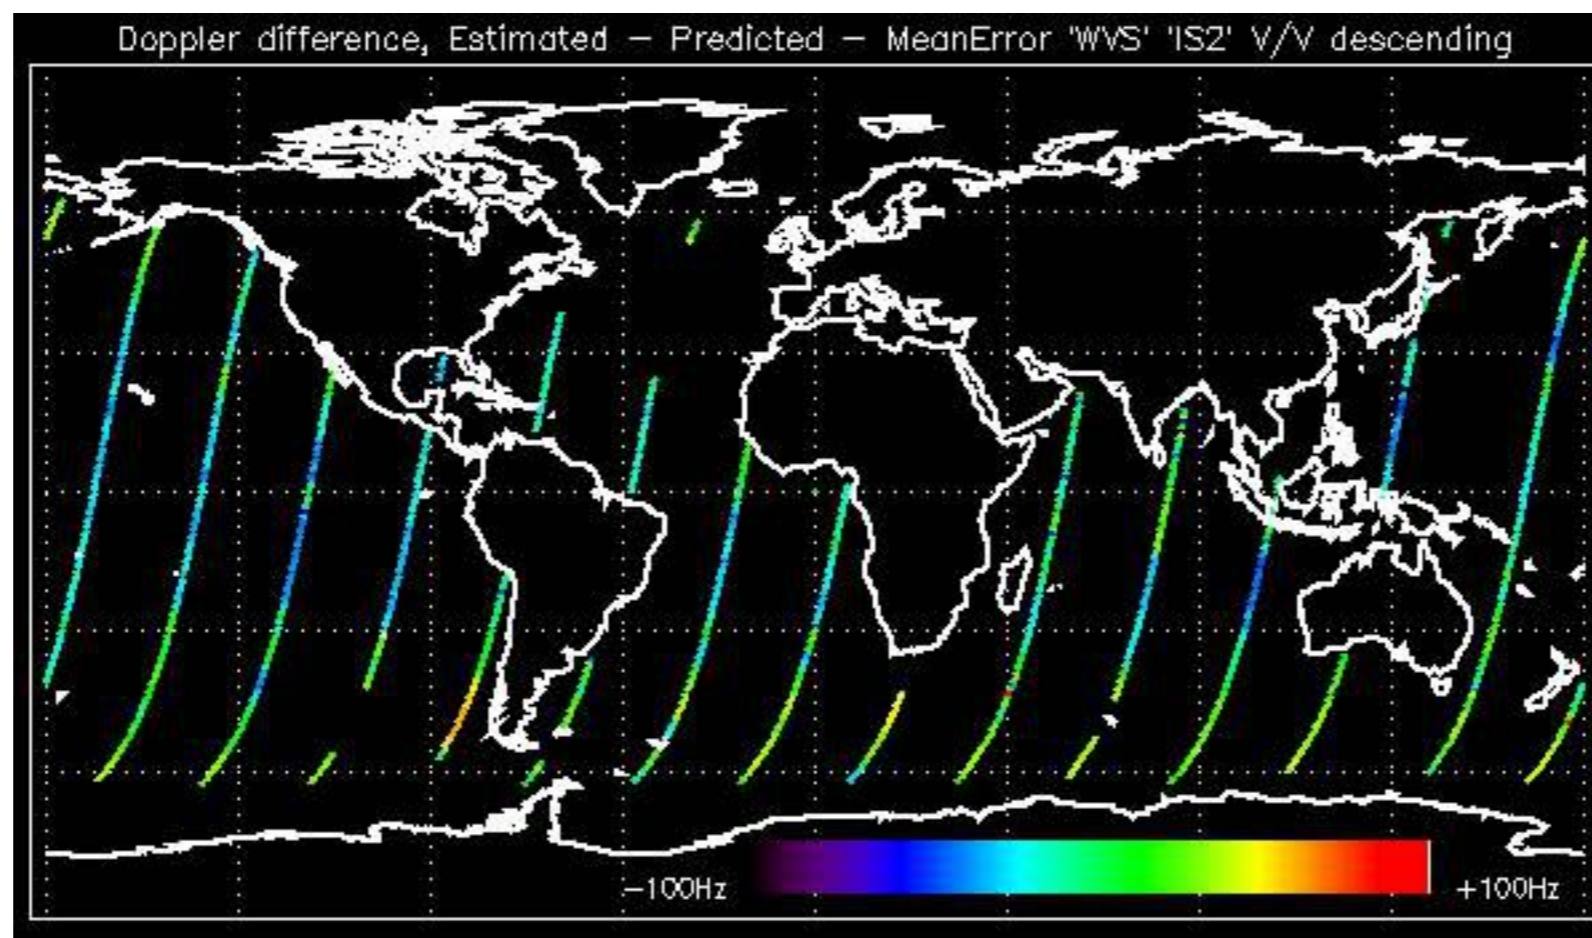 Doppler difference, Estimated – Predicted – MeanError 'WVS' 'IS2' V/V descending
−100Hz
+100Hz